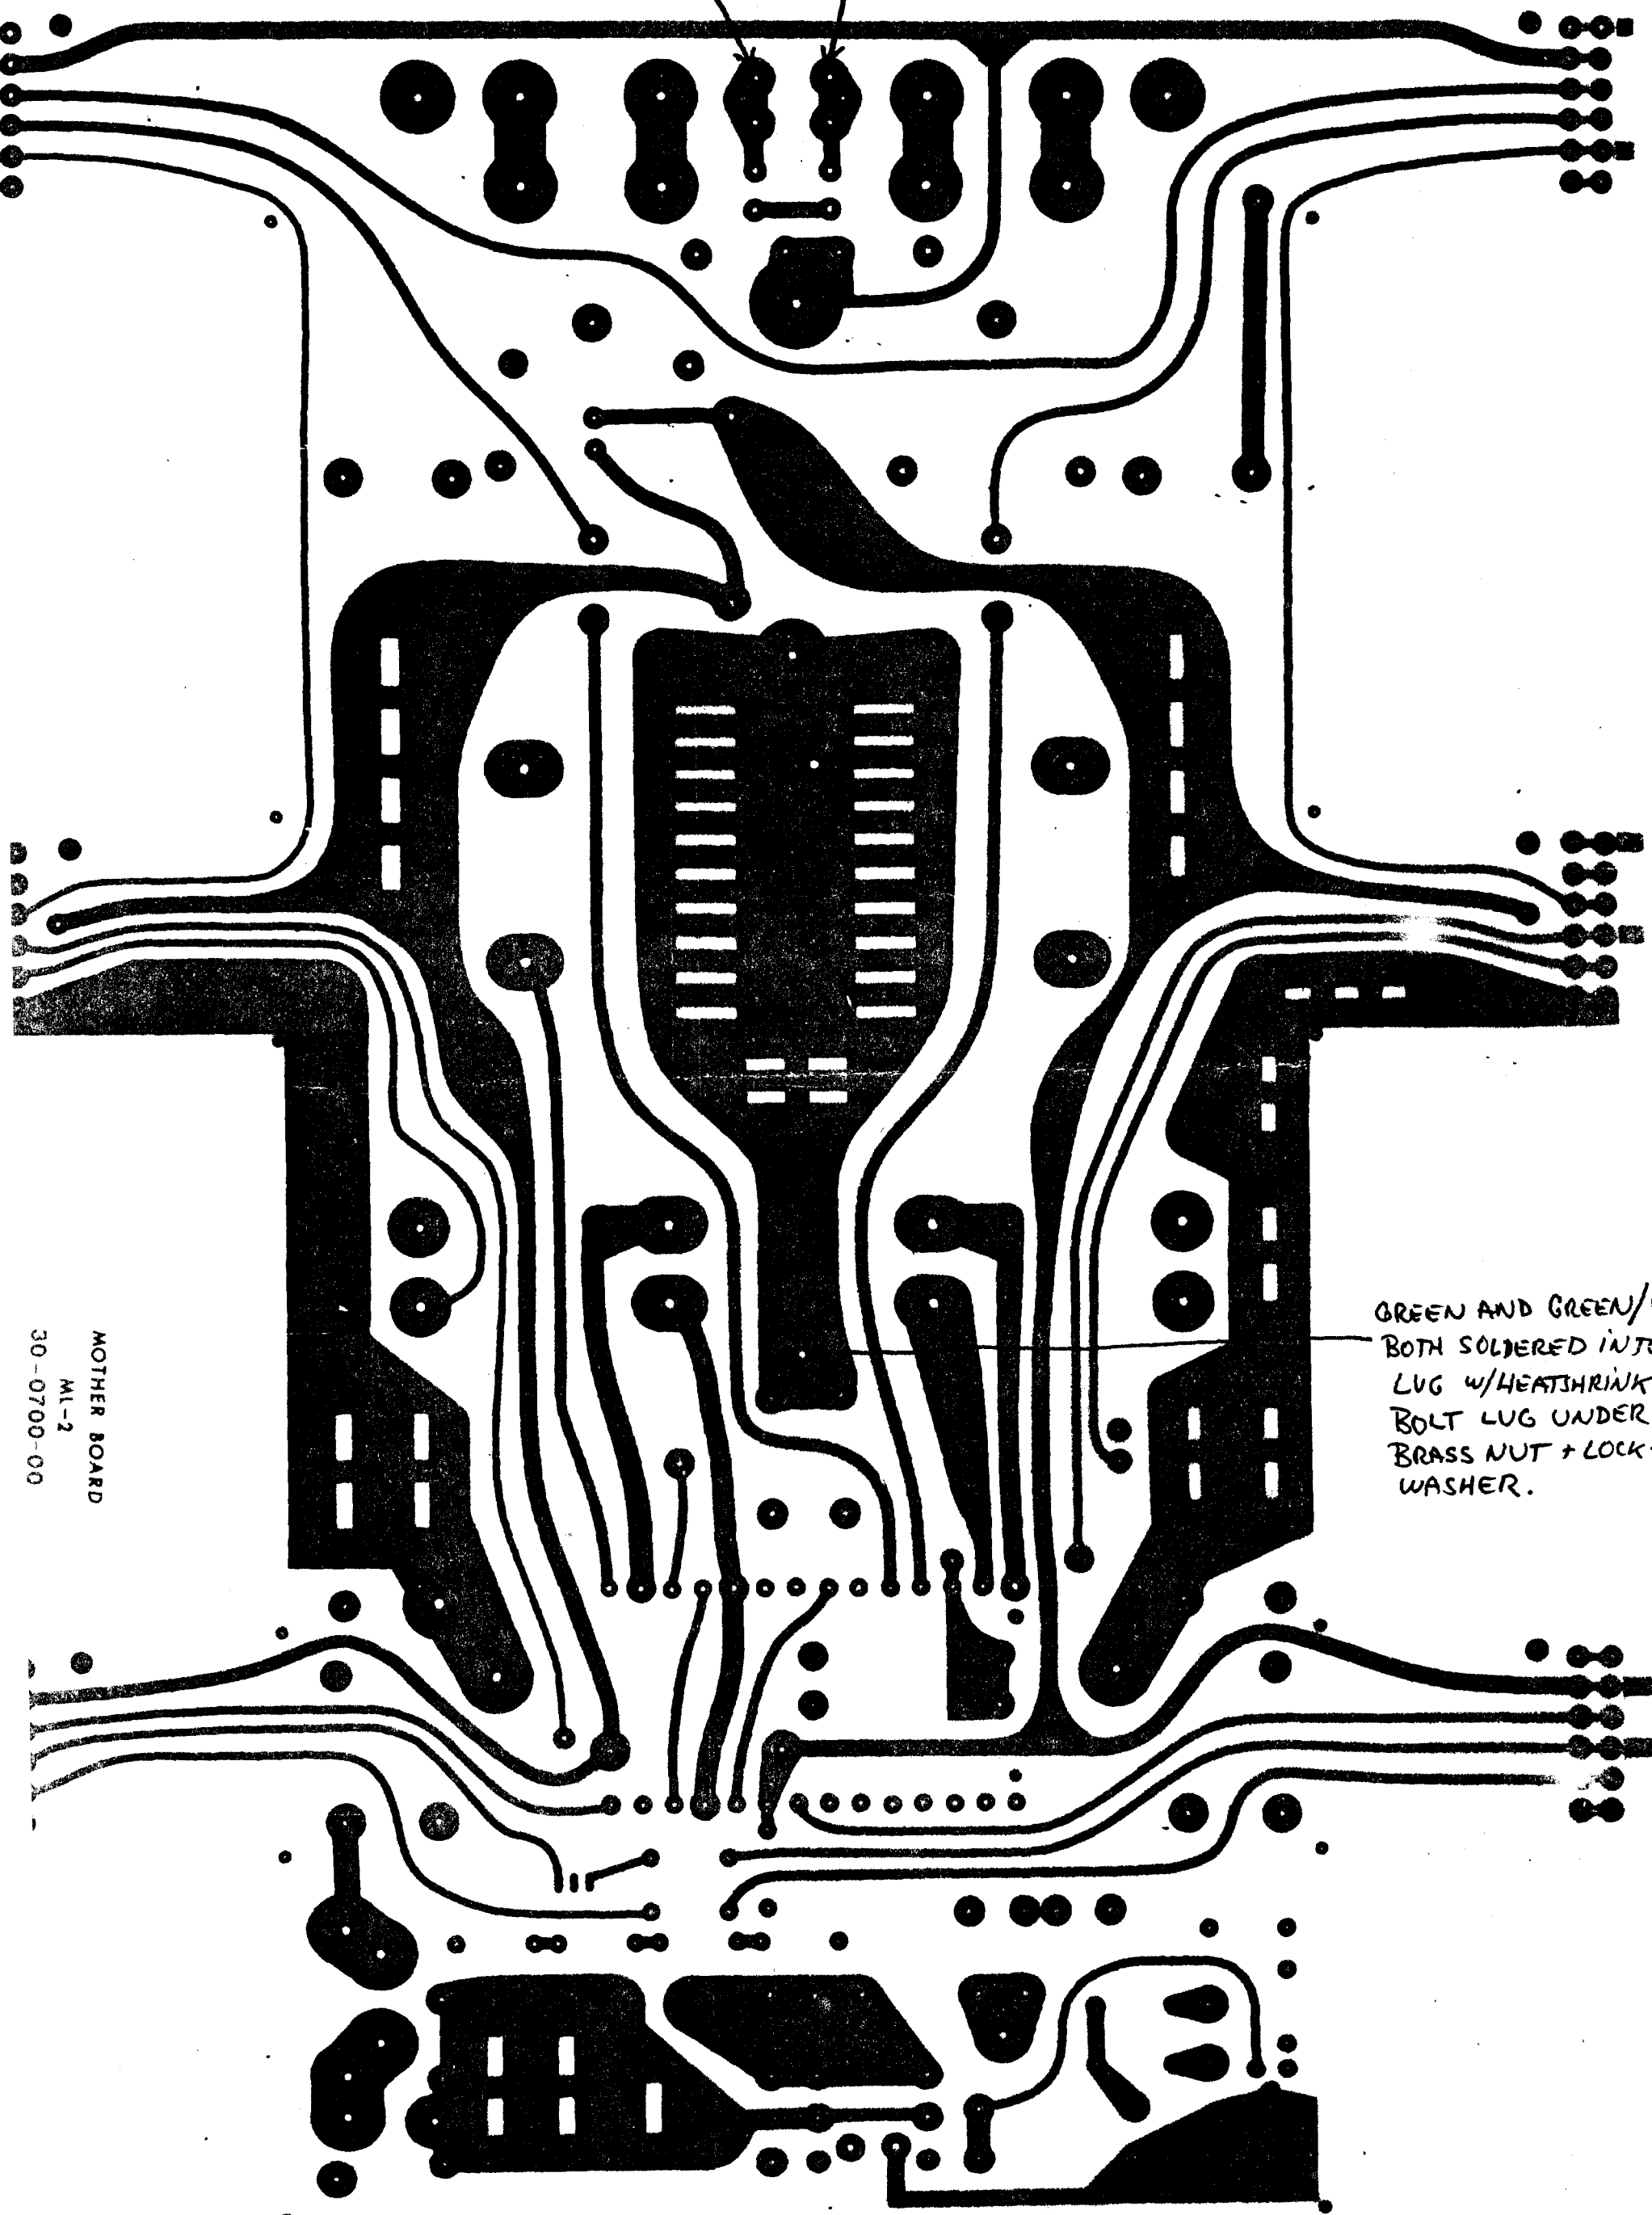 GREEN AND GREEN/
BOTH SOLDERED INTO
LUG W/HEATSHRINK
BOLT LUG UNDER
BRASS NUT + LOCK-
WASHER.
MOTHER BOARD
ML-2
30-0700-00